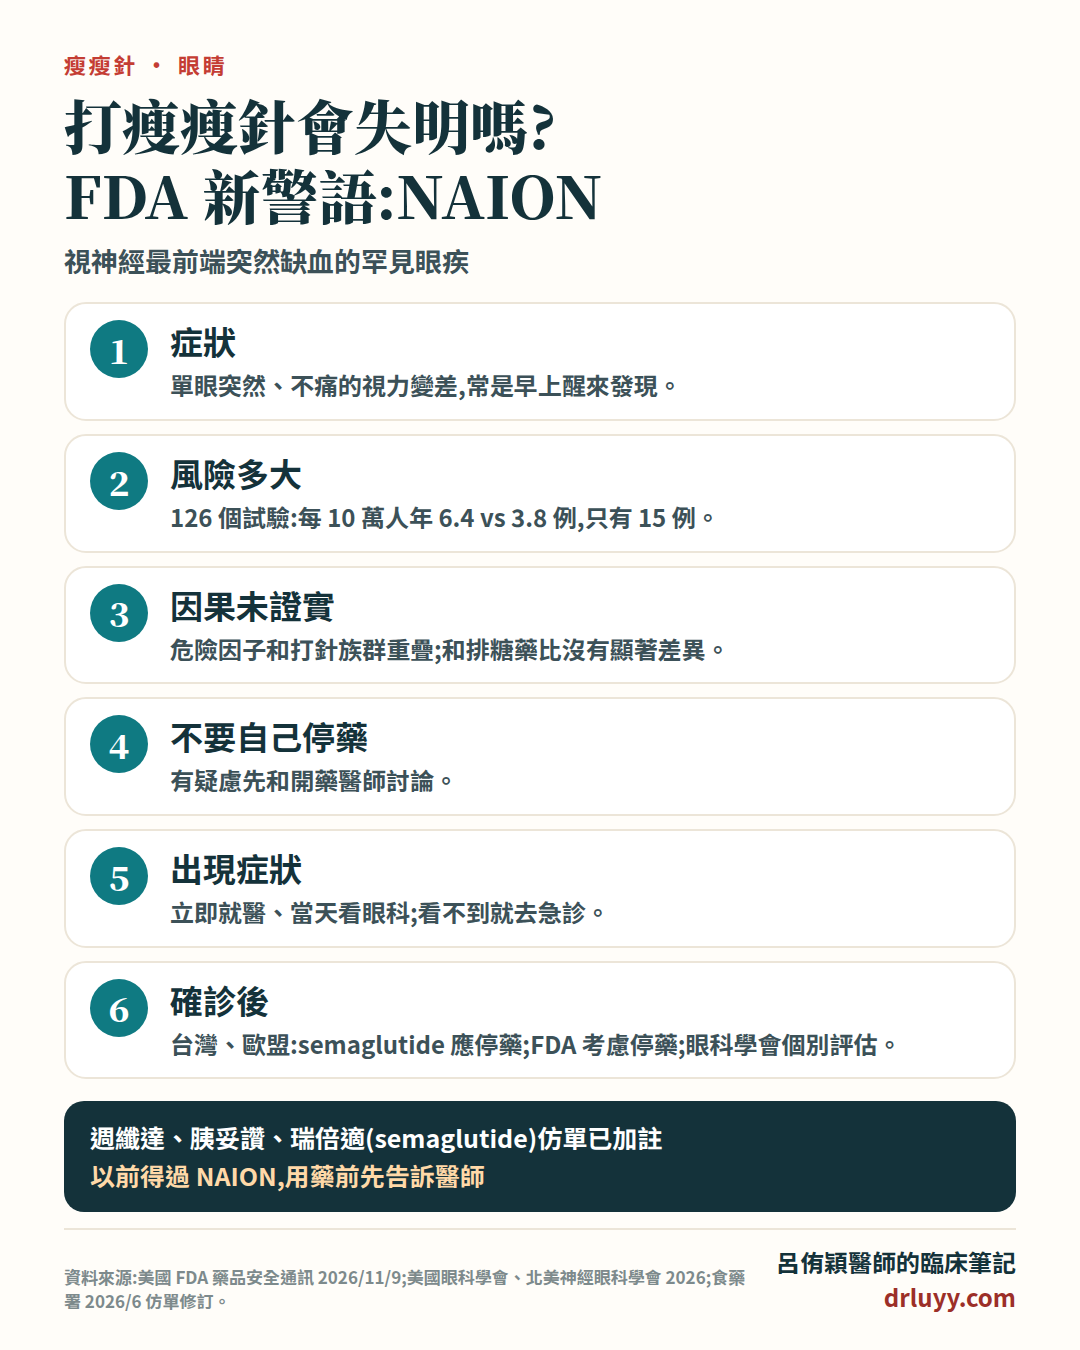 瘦瘦針 • 眼睛
打瘦瘦針會失明嗎?
FDA 新警語:NAION
視神經最前端突然缺血的罕見眼疾
1
症狀
單眼突然、不痛的視力變差,常是早上醒來發現。
2
風險多大
126 個試驗:每 10 萬人年 6.4 vs 3.8 例,只有 15 例。
3
因果未證實
危險因子和打針族群重疊;和排糖藥比沒有顯著差異。
4
不要自己停藥
有疑慮先和開藥醫師討論。
5
出現症狀
立即就醫、當天看眼科;看不到就去急診。
6
確診後
台灣、歐盟:semaglutide 應停藥;FDA 考慮停藥;眼科學會個別評估。
週纖達、胰妥讚、瑞倍適(semaglutide)仿單已加註
以前得過 NAION,用藥前先告訴醫師
資料來源:美國 FDA 藥品安全通訊 2026/11/9;美國眼科學會、北美神經眼科學會 2026;食藥
署 2026/6 仿單修訂。
呂侑穎醫師的臨床筆記
drluyy.com